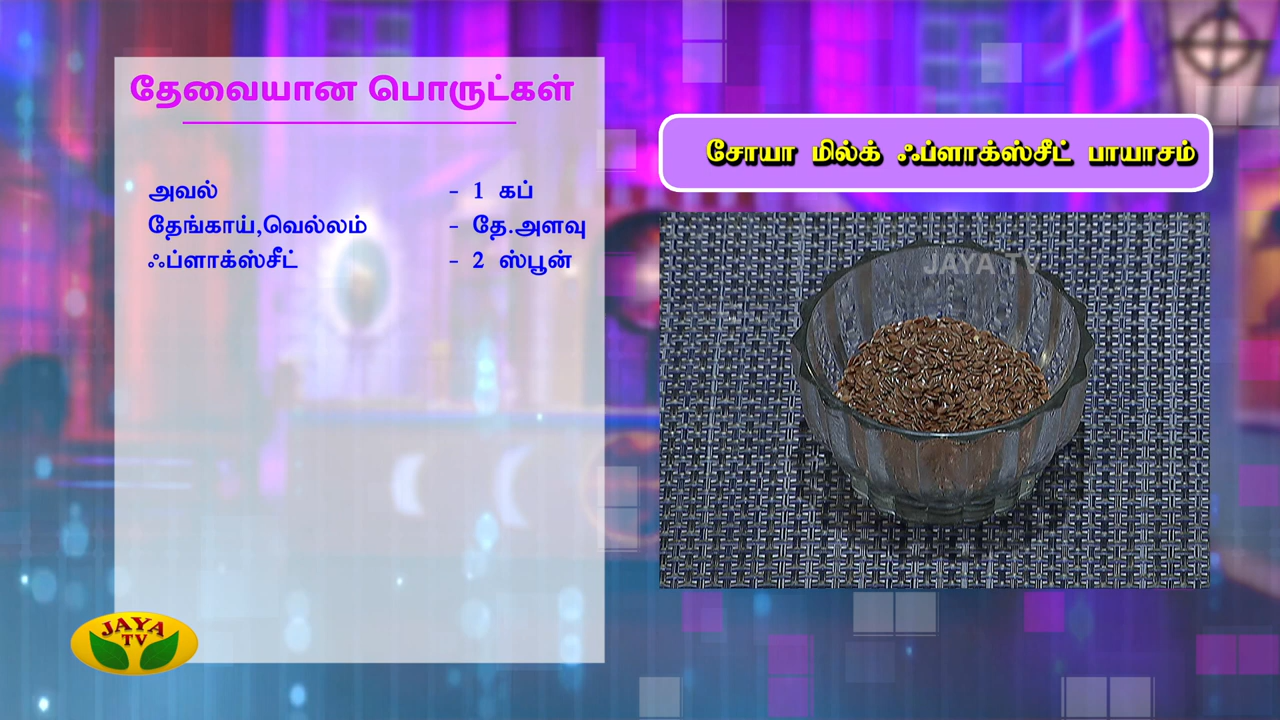 தேவையான பொருட்கள்
அவல் - 1 கப்
தேங்காய்,வெல்லம் - தே.அளவு
ஃப்ளாக்ஸ்சீட் - 2 ஸ்பூன்
சோயா மில்க் ஃப்ளாக்ஸ்சீட் பாயாசம்
JAYA TV
JAYA
TV